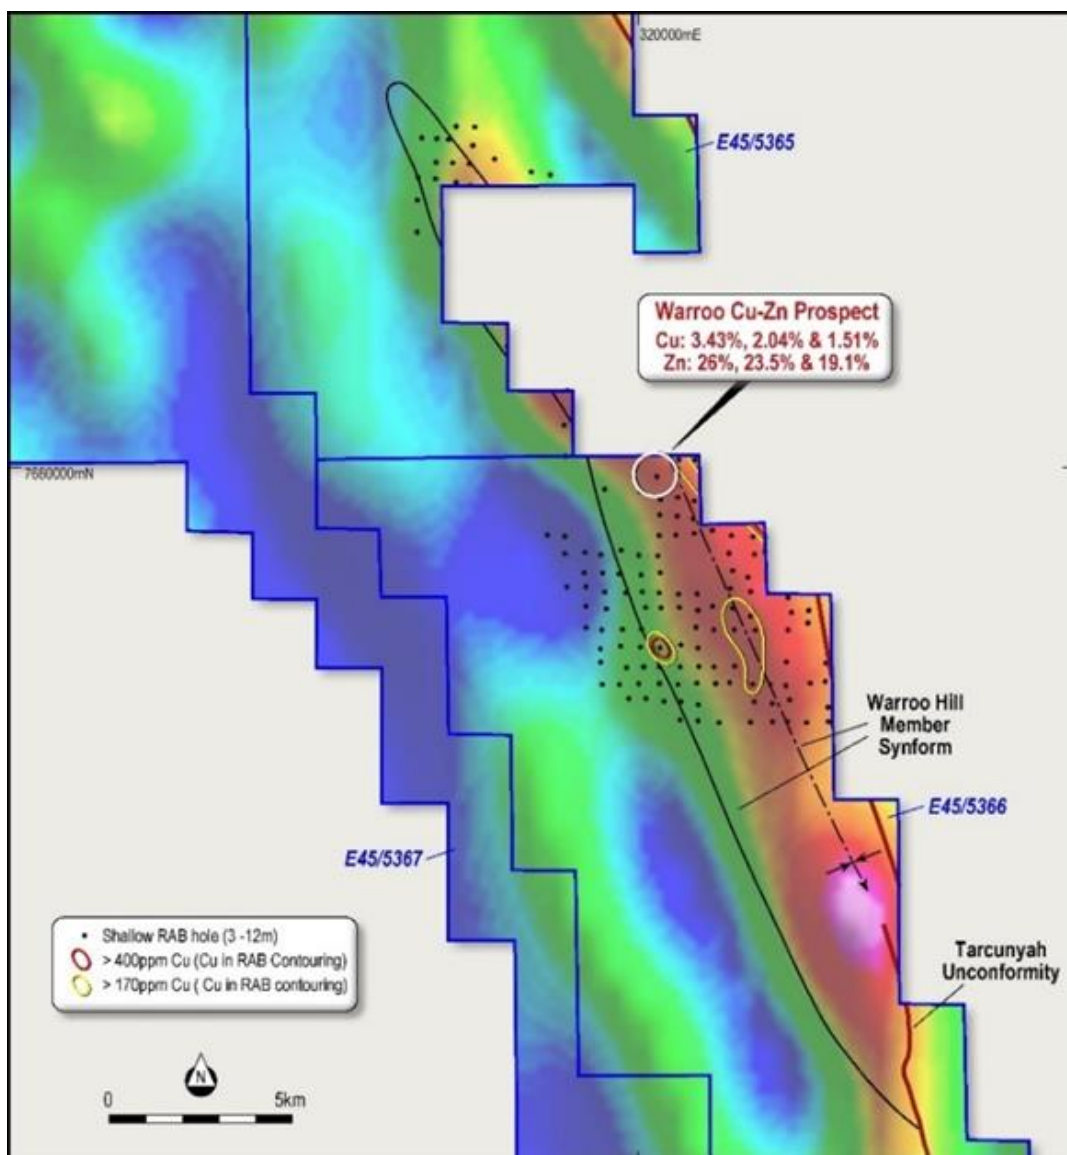 320000mE
E45/5365
Warroo Cu-Zn Prospect
Cu: 3.43%, 2.04% & 1.51%
Zn: 26%, 23.5% & 19.1%
7660000mN
Warroo Hill
Member
Synform
E45/5366
E45/5367
Shallow RAB hole (3 -12m)
> 400ppm Cu (Cu in RAB Contouring)
> 170ppm Cu ( Cu in RAB contouring)
Tarcunyah
Unconformity
N
0 5km